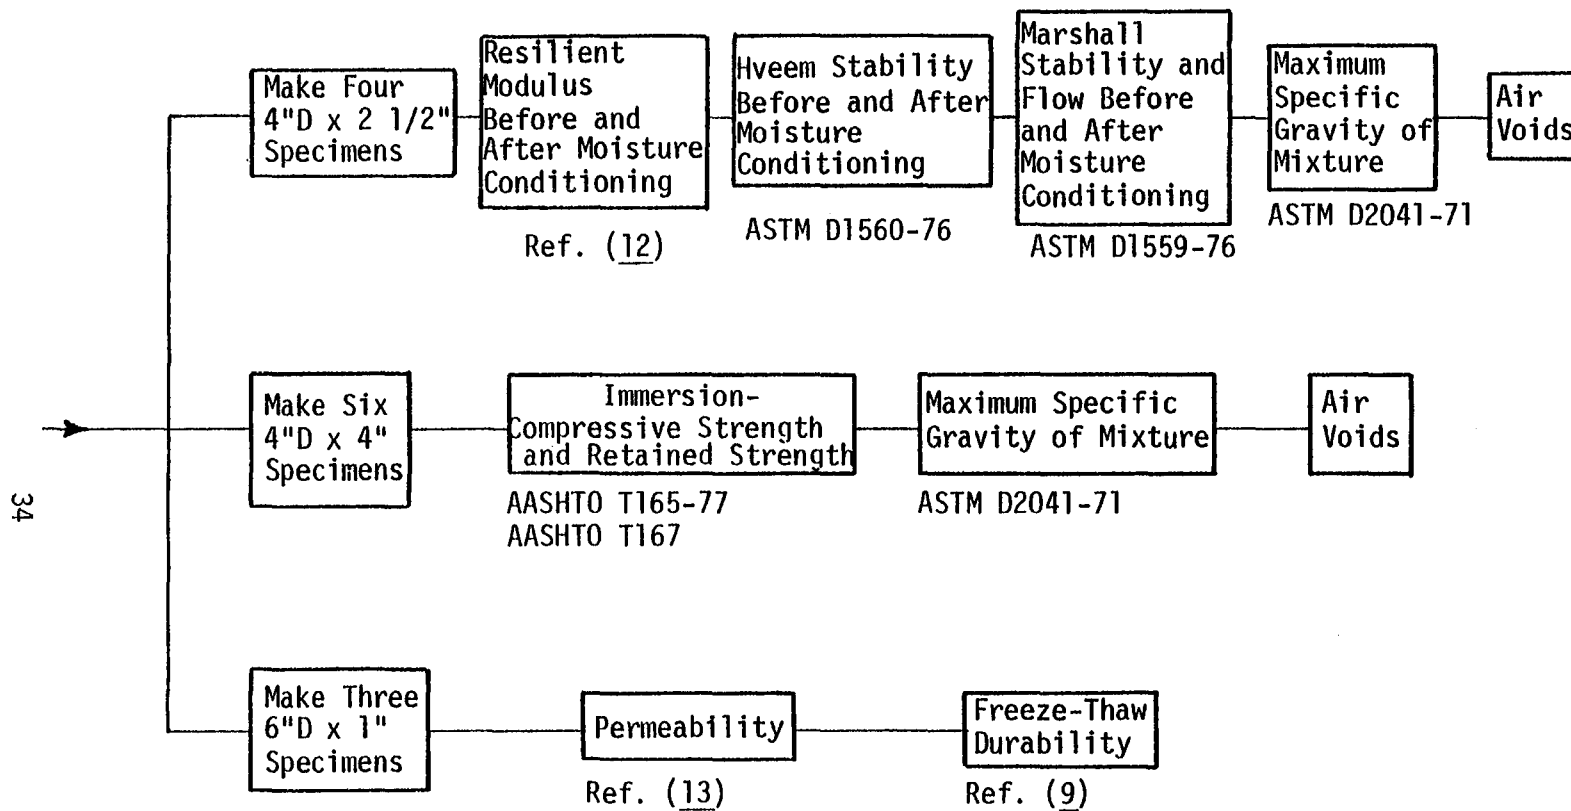 Make Four
4"D x 2 1/2"
Specimens
Resilient
Modulus
Before and
After Moisture
Conditioning
Ref. (12)
Hveem Stability
Before and After
Moisture
Conditioning
ASTM D1560-76
Marshall
Stability and
Flow Before
and After
Moisture
Conditioning
ASTM D1559-76
Maximum
Specific
Gravity of
Mixture
ASTM D2041-71
Air
Voids
Make Six
4"D x 4"
Specimens
Immersion-
Compressive Strength
and Retained Strength
AASHTO T165-77
AASHTO T167
Maximum Specific
Gravity of Mixture
ASTM D2041-71
Air
Voids
Make Three
6"D x 1"
Specimens
Permeability
Ref. (13)
Freeze-Thaw
Durability
Ref. (9)
34